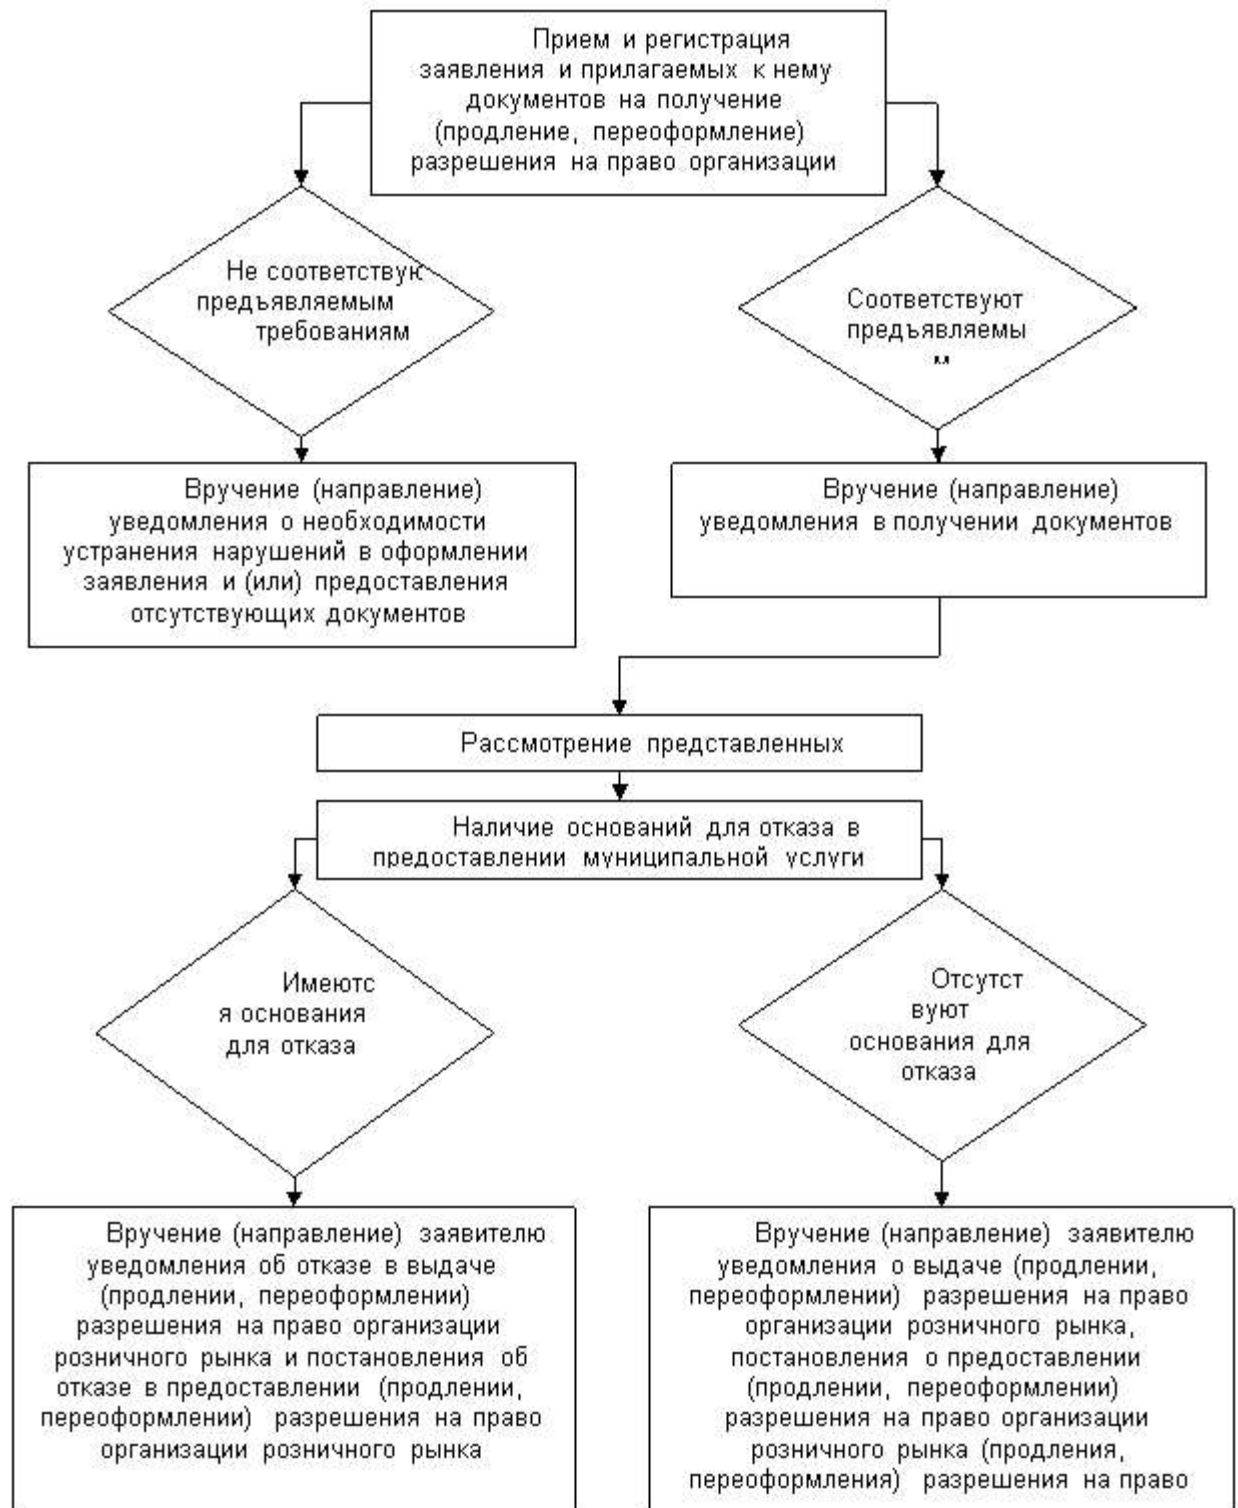 Прием и регистрация
заявления и прилагаемых к нему
документов на получение
(продление, переоформление)
разрешения на право организации
Не соответствую
предъявляемым
требованиям
Соответствуют
предъявляемы
Вручение (направление)
уведомления о необходимости
устранения нарушений в оформлении
заявления и (или) предоставления
отсутствующих документов
Вручение (направление)
уведомления в получении документов
Рассмотрение представленных
Наличие оснований для отказа в
предоставлении муниципальной услуги
Имеютс
я основания
для отказа
Отсутст
вуют
основания для
отказа
Вручение (направление) заявителю
уведомления об отказе в выдаче
(продлении, переоформлении)
разрешения на право организации
розничного рынка и постановления об
отказе в предоставлении (продлении,
переоформлении) разрешения на право
организации розничного рынка
Вручение (направление) заявителю
уведомления о выдаче (продлении,
переоформлении) разрешения на право
организации розничного рынка,
постановления о предоставлении
(продлении, переоформлении)
разрешения на право организации
розничного рынка (продления,
переоформления) разрешения на право